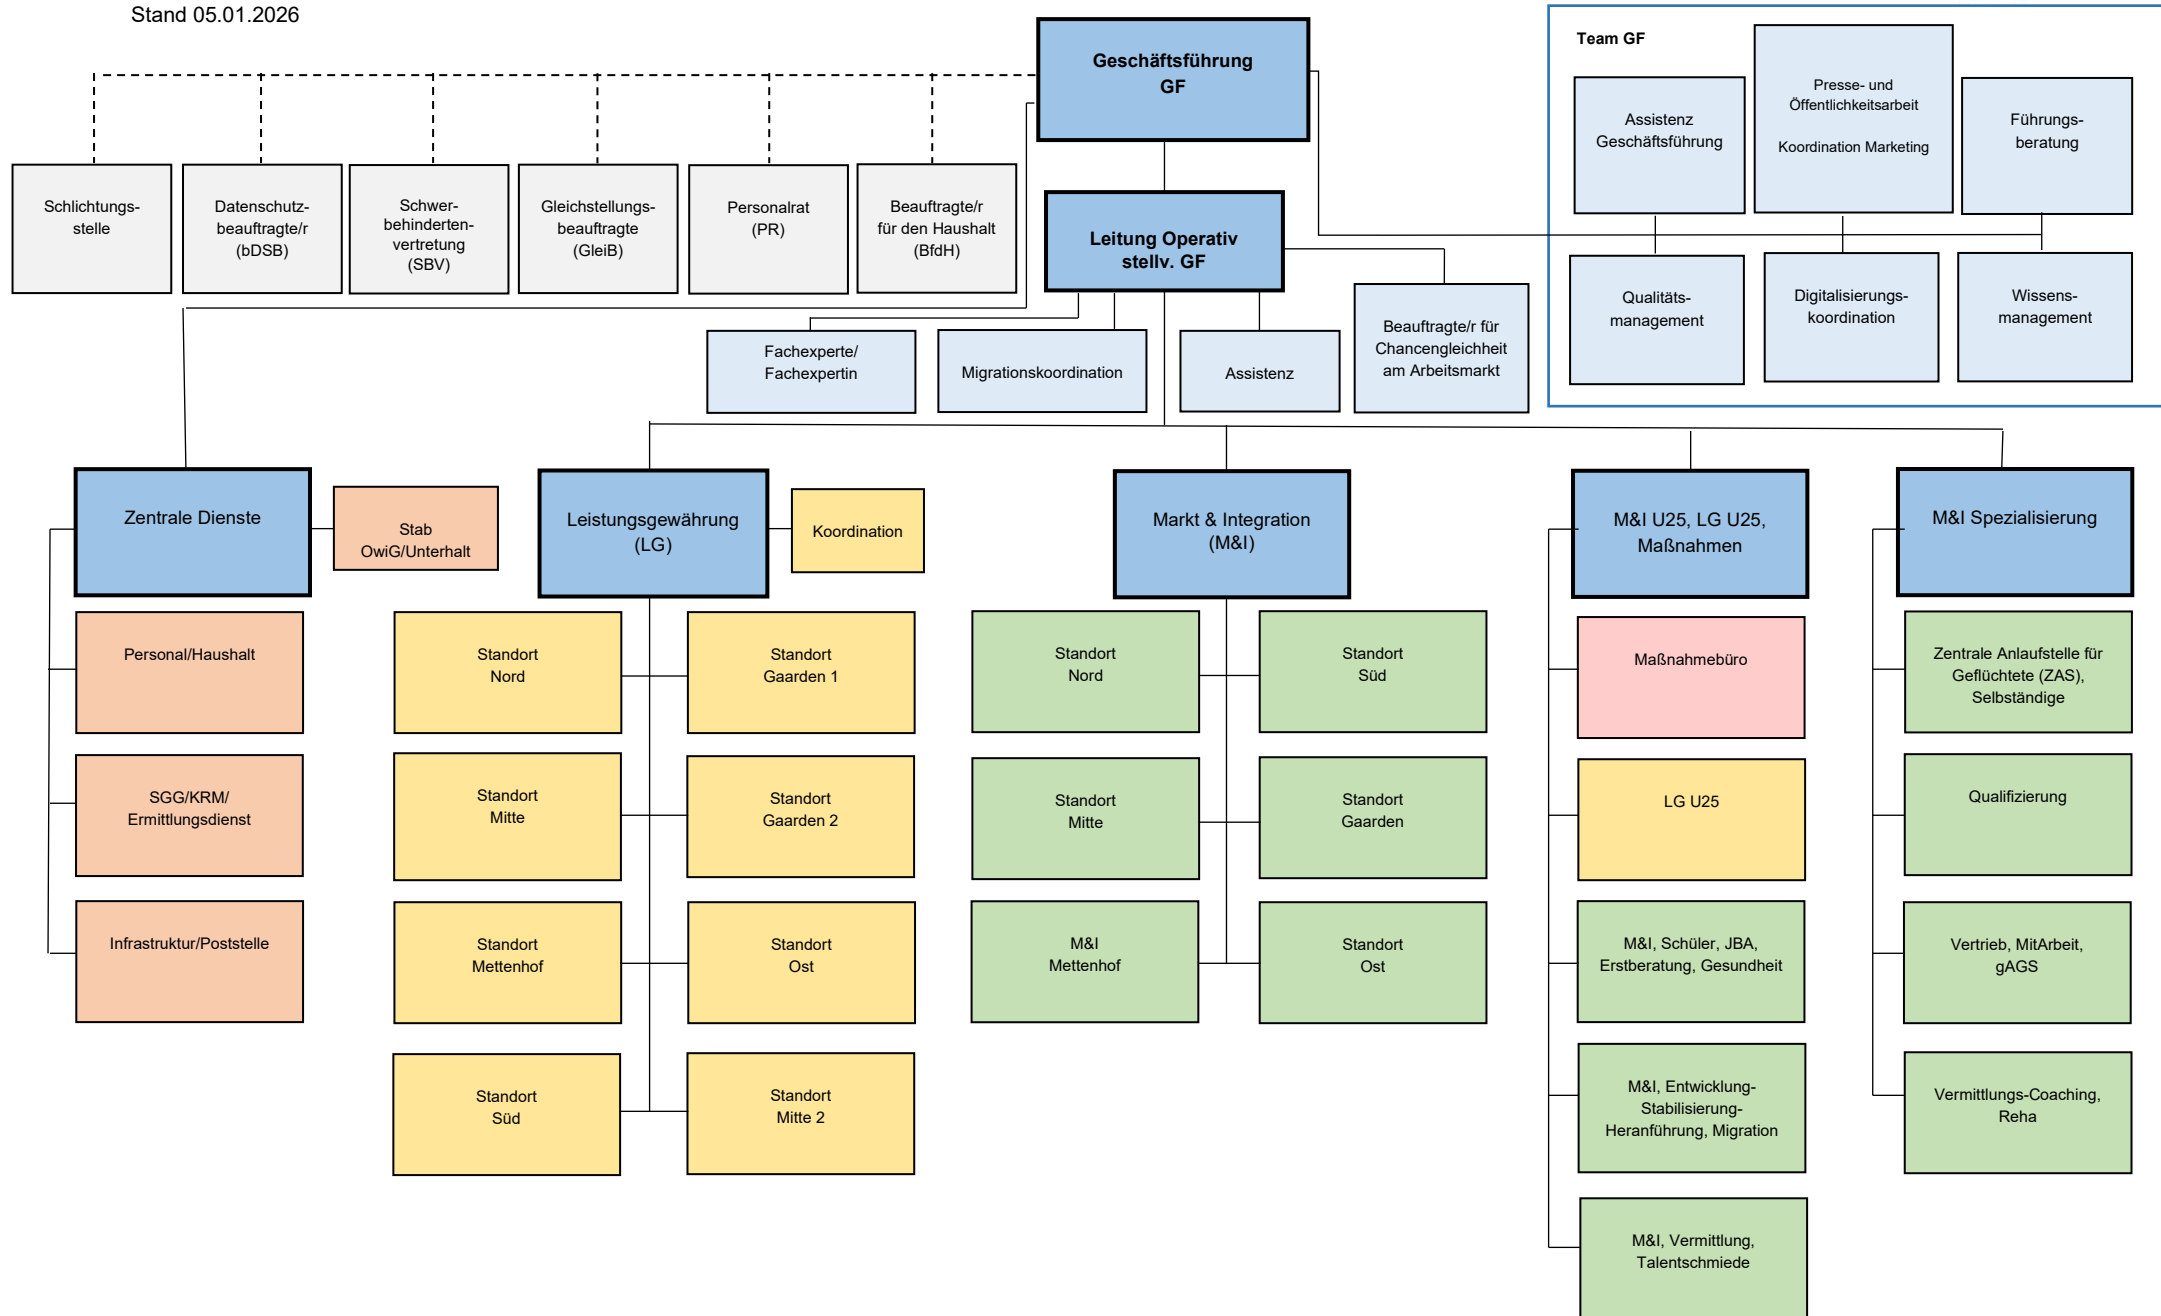 Stand 05.01.2026
Geschäftsführung
GF
Team GF
Assistenz
Geschäftsführung
Presse- und
Öffentlichkeitsarbeit
Koordination Marketing
Führungs-
beratung
Schlichtungs-
stelle
Datenschutz-
beauftragte/r
(bDSB)
Schwer-
behinderten-
vertretung
(SBV)
Gleichstellungs-
beauftragte
(GleiB)
Personalrat
(PR)
Beauftragte/r
für den Haushalt
(BfdH)
Leitung Operativ
stellv. GF
Qualitäts-
management
Digitalisierungs-
koordination
Wissens-
management
Fachexperte/
Fachexpertin
Migrationskoordination
Assistenz
Beauftragte/r für
Chancengleichheit
am Arbeitsmarkt
Zentrale Dienste
Stab
OwiG/Unterhalt
Leistungsgewährung
(LG)
Koordination
Markt & Integration
(M&I)
M&I U25, LG U25,
Maßnahmen
M&I Spezialisierung
Personal/Haushalt
Standort
Nord
Standort
Gaarden 1
Standort
Nord
Standort
Süd
Maßnahmebüro
Zentrale Anlaufstelle für
Geflüchtete (ZAS),
Selbständige
SGG/KRM/
Ermittlungsdienst
Standort
Mitte
Standort
Gaarden 2
Standort
Mitte
Standort
Gaarden
LG U25
Qualifizierung
Infrastruktur/Poststelle
Standort
Mettenhof
Standort
Ost
M&I
Mettenhof
Standort
Ost
M&I, Schüler, JBA,
Erstberatung, Gesundheit
Vertrieb, MitArbeit,
gAGS
Standort
Süd
Standort
Mitte 2
M&I, Entwicklung-
Stabilisierung-
Heranführung, Migration
Vermittlungs-Coaching,
Reha
M&I, Vermittlung,
Talentschmiede